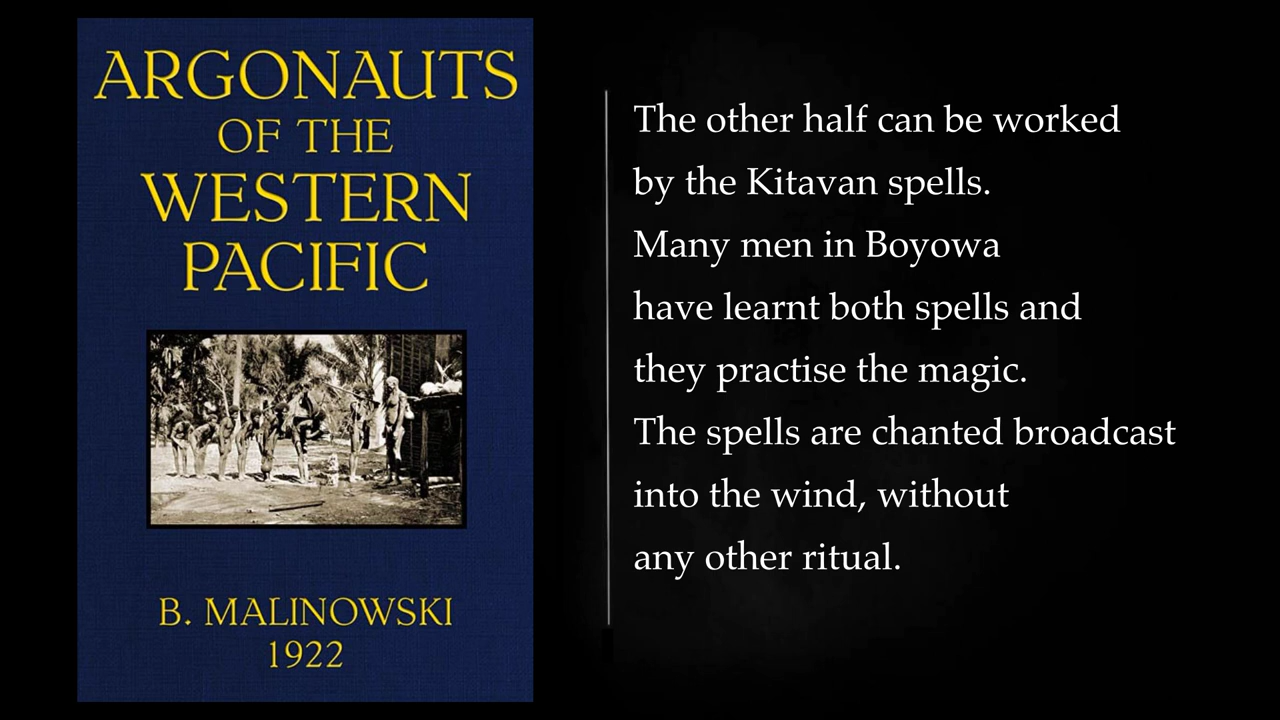 ARGONAUTS
OF THE
WESTERN
PACIFIC
B. MALINOWSKI
1922
The other half can be worked
by the Kitavan spells.
Many men in Boyowa
have learnt both spells and
they practise the magic.
The spells are chanted broadcast
into the wind, without
any other ritual.